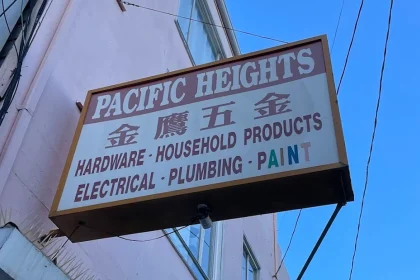 PACIFIC HEIGHTS
金鷹五金
HARDWARE · HOUSEHOLD PRODUCTS
ELECTRICAL · PLUMBING · PAINT